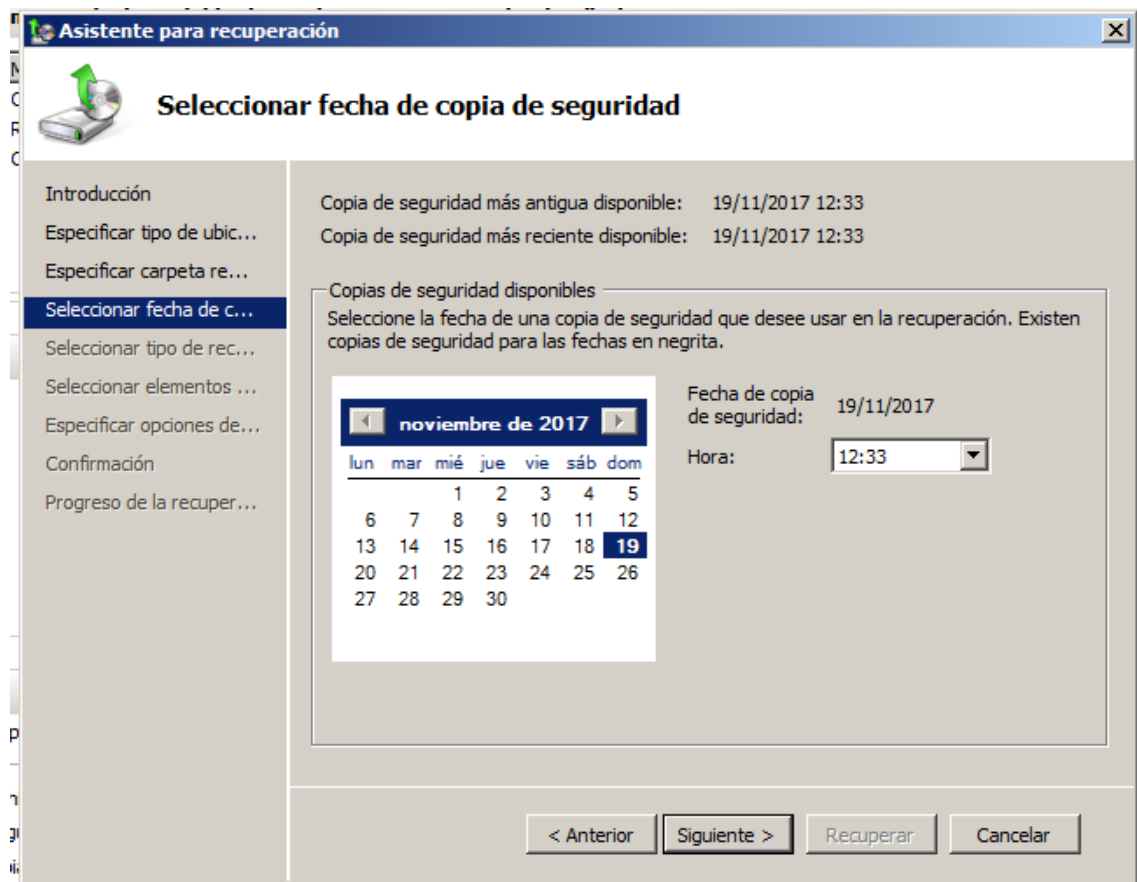 Asistente para recuperación
Seleccionar fecha de copia de seguridad
Introducción
Especificar tipo de ubic...
Especificar carpeta re...
Seleccionar fecha de c...
Seleccionar tipo de rec...
Seleccionar elementos ...
Especificar opciones de...
Confirmación
Progreso de la recuper...
Copia de seguridad más antigua disponible: 19/11/2017 12:33
Copia de seguridad más reciente disponible: 19/11/2017 12:33
Copias de seguridad disponibles
Seleccione la fecha de una copia de seguridad que desee usar en la recuperación. Existen
copias de seguridad para las fechas en negrita.
noviembre de 2017
lun mar mié jue vie sáb dom
1 2 3 4 5
6 7 8 9 10 11 12
13 14 15 16 17 18 19
20 21 22 23 24 25 26
27 28 29 30
Fecha de copia
de seguridad: 19/11/2017
Hora: 12:33
< Anterior
Siguiente >
Recuperar
Cancelar